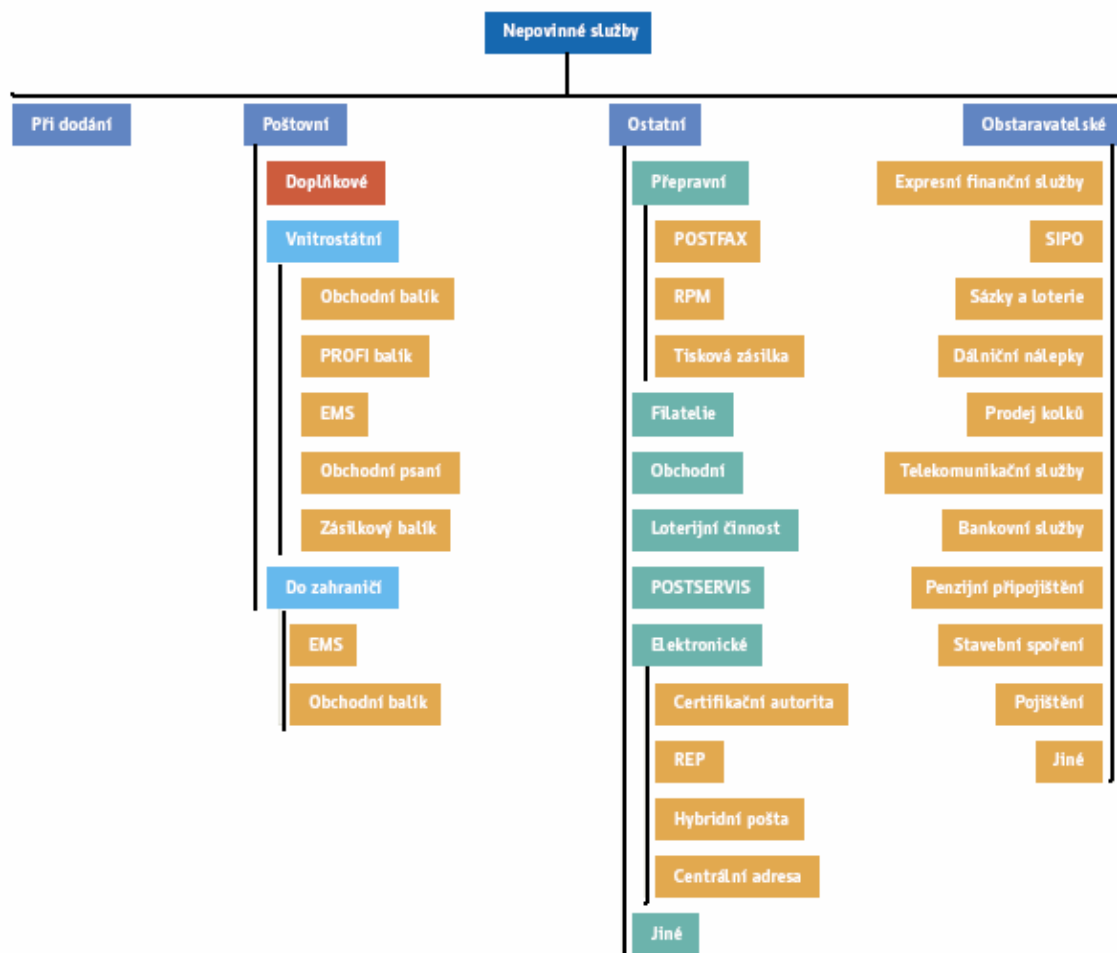 Nepovinné služby
Při dodání
Poštovní
Doplňkové
Vnitrostátní
Obchodní balík
PROFI balík
EMS
Obchodní psaní
Zásilkový balík
Do zahraničí
EMS
Obchodní balík
Ostatní
Přepravní
POSTFAX
RPM
Tisková zásilka
Filatelie
Obchodní
Loterijní činnost
POSTSERVIS
Elektronické
Certifikační autorita
REP
Hybridní pošta
Centrální adresa
Jiné
Obstaravatelské
Expresní finanční služby
SIPO
Sázky a loterie
Dálniční nálepky
Prodej kolků
Telekomunikační služby
Bankovní služby
Penzijní připojištění
Stavební spoření
Pojištění
Jiné